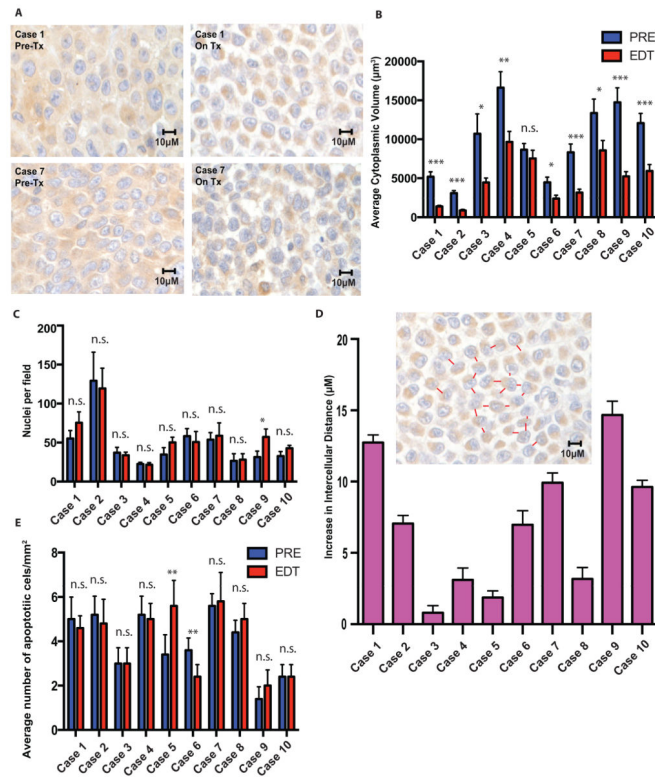 A
Case 1
Pre-Tx
10µM
Case 1
On Tx
10µM
Case 7
Pre-Tx
10µM
Case 7
On Tx
10µM
B
PRE
EDT
Average Cytoplasmic Volume (µm³)
20000
15000
10000
5000
0
***
***
*
**
n.s.
*
***
*
***
***
Case 1
Case 2
Case 3
Case 4
Case 5
Case 6
Case 7
Case 8
Case 9
Case 10
C
Nuclei per field
200
150
100
50
0
n.s.
n.s.
n.s.
n.s.
n.s.
n.s.
n.s.
n.s.
*
n.s.
Case 1
Case 2
Case 3
Case 4
Case 5
Case 6
Case 7
Case 8
Case 9
Case 10
D
Increase in Intercellular Distance (µM)
20
15
10
5
0
10µM
Case 1
Case 2
Case 3
Case 4
Case 5
Case 6
Case 7
Case 8
Case 9
Case 10
E
PRE
EDT
Average number of apoptotiic cels/mm²
8
6
4
2
0
n.s.
n.s.
n.s.
n.s.
**
**
n.s.
n.s.
n.s.
n.s.
Case 1
Case 2
Case 3
Case 4
Case 5
Case 6
Case 7
Case 8
Case 9
Case 10